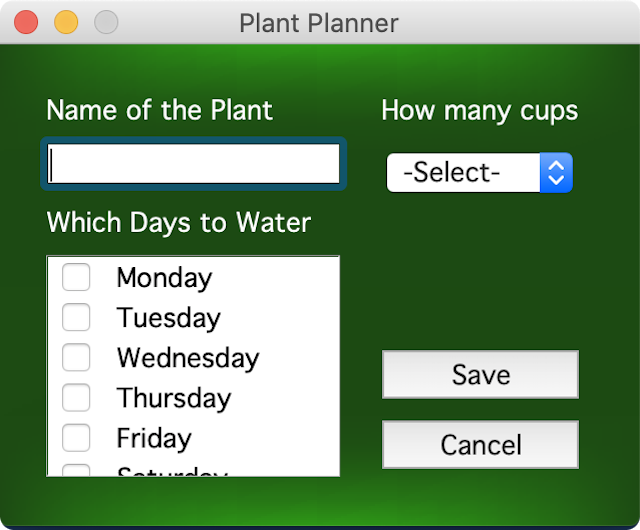 Plant Planner
Name of the Plant
How many cups
-Select-
Which Days to Water
Monday
Tuesday
Wednesday
Thursday
Friday
Saturday
Save
Cancel